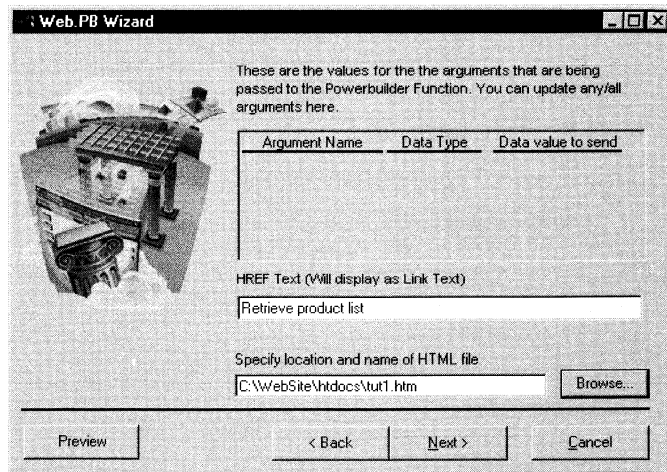 Web.PB Wizard
These are the values for the the arguments that are being
passed to the Powerbuilder Function. You can update any/all
arguments here.
Argument Name Data Type Data value to send
HREF Text (Will display as Link Text)
Retrieve product list
Specify location and name of HTML file
C:\WebSite\htdocs\tut1.htm Browse...
Preview < Back Next > Cancel